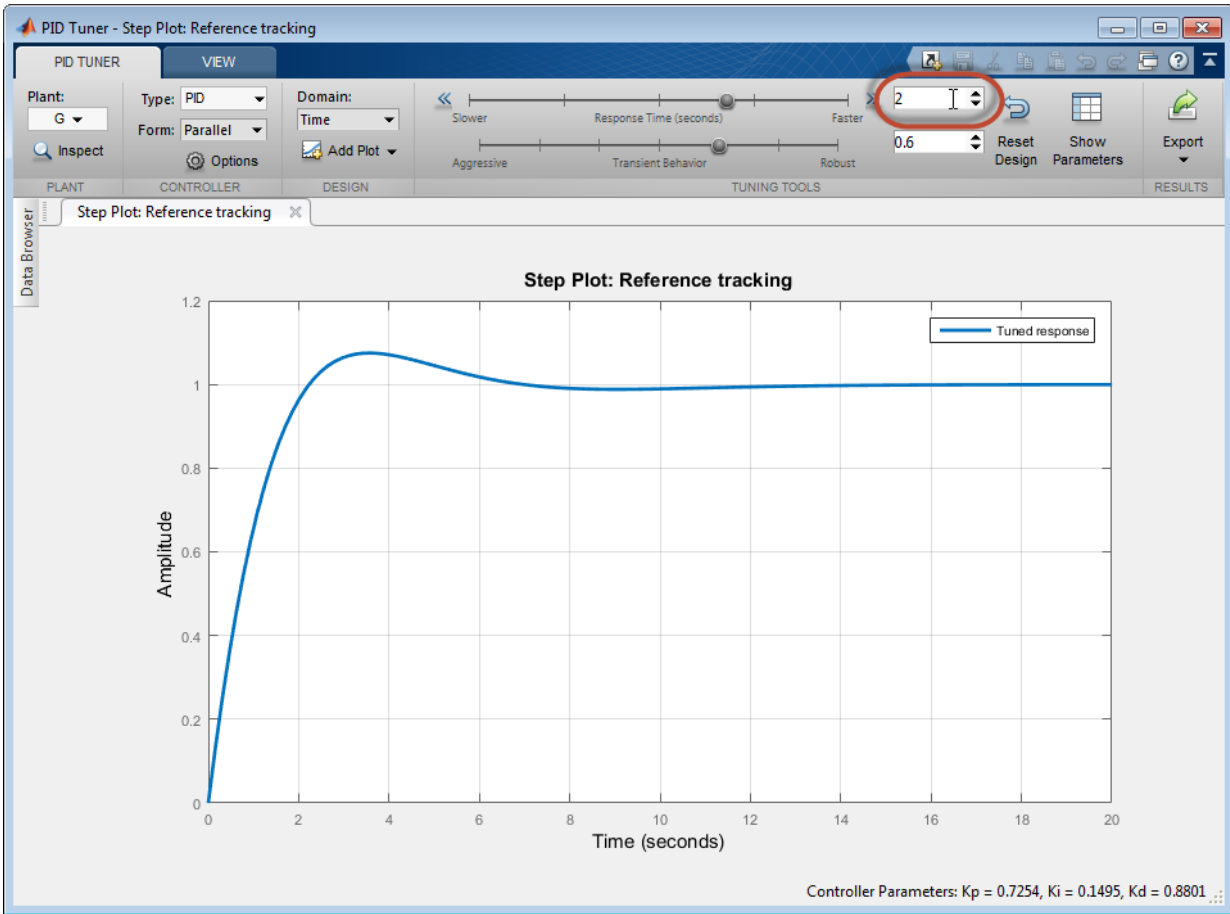 PID Tuner - Step Plot: Reference tracking
PID TUNER
VIEW
Plant:
G
Inspect
PLANT
Type: PID
Form: Parallel
Options
CONTROLLER
Domain:
Time
Add Plot
DESIGN
Slower
Response Time (seconds)
Faster
2
Aggressive
Transient Behavior
Robust
0.6
Reset
Design
Show
Parameters
TUNING TOOLS
Export
RESULTS
Data Browser
Step Plot: Reference tracking
Step Plot: Reference tracking
Tuned response
Amplitude
1.2
1
0.8
0.6
0.4
0.2
0
0 2 4 6 8 10 12 14 16 18 20
Time (seconds)
Controller Parameters: Kp = 0.7254, Ki = 0.1495, Kd = 0.8801